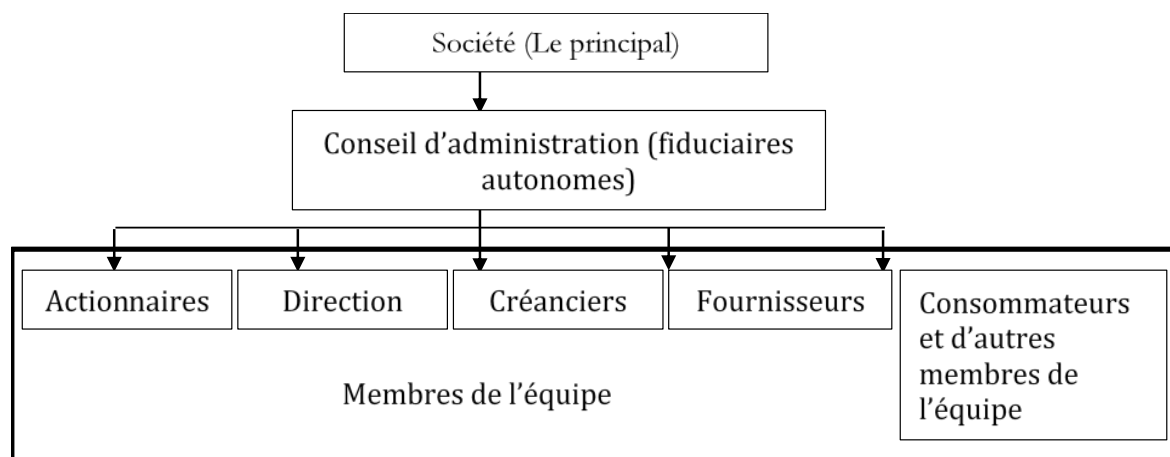 Société (Le principal)
Conseil d’administration (fiduciaires
autonomes)
Actionnaires
Direction
Créanciers
Fournisseurs
Consommateurs
et d’autres
membres de
l’équipe
Membres de l’équipe